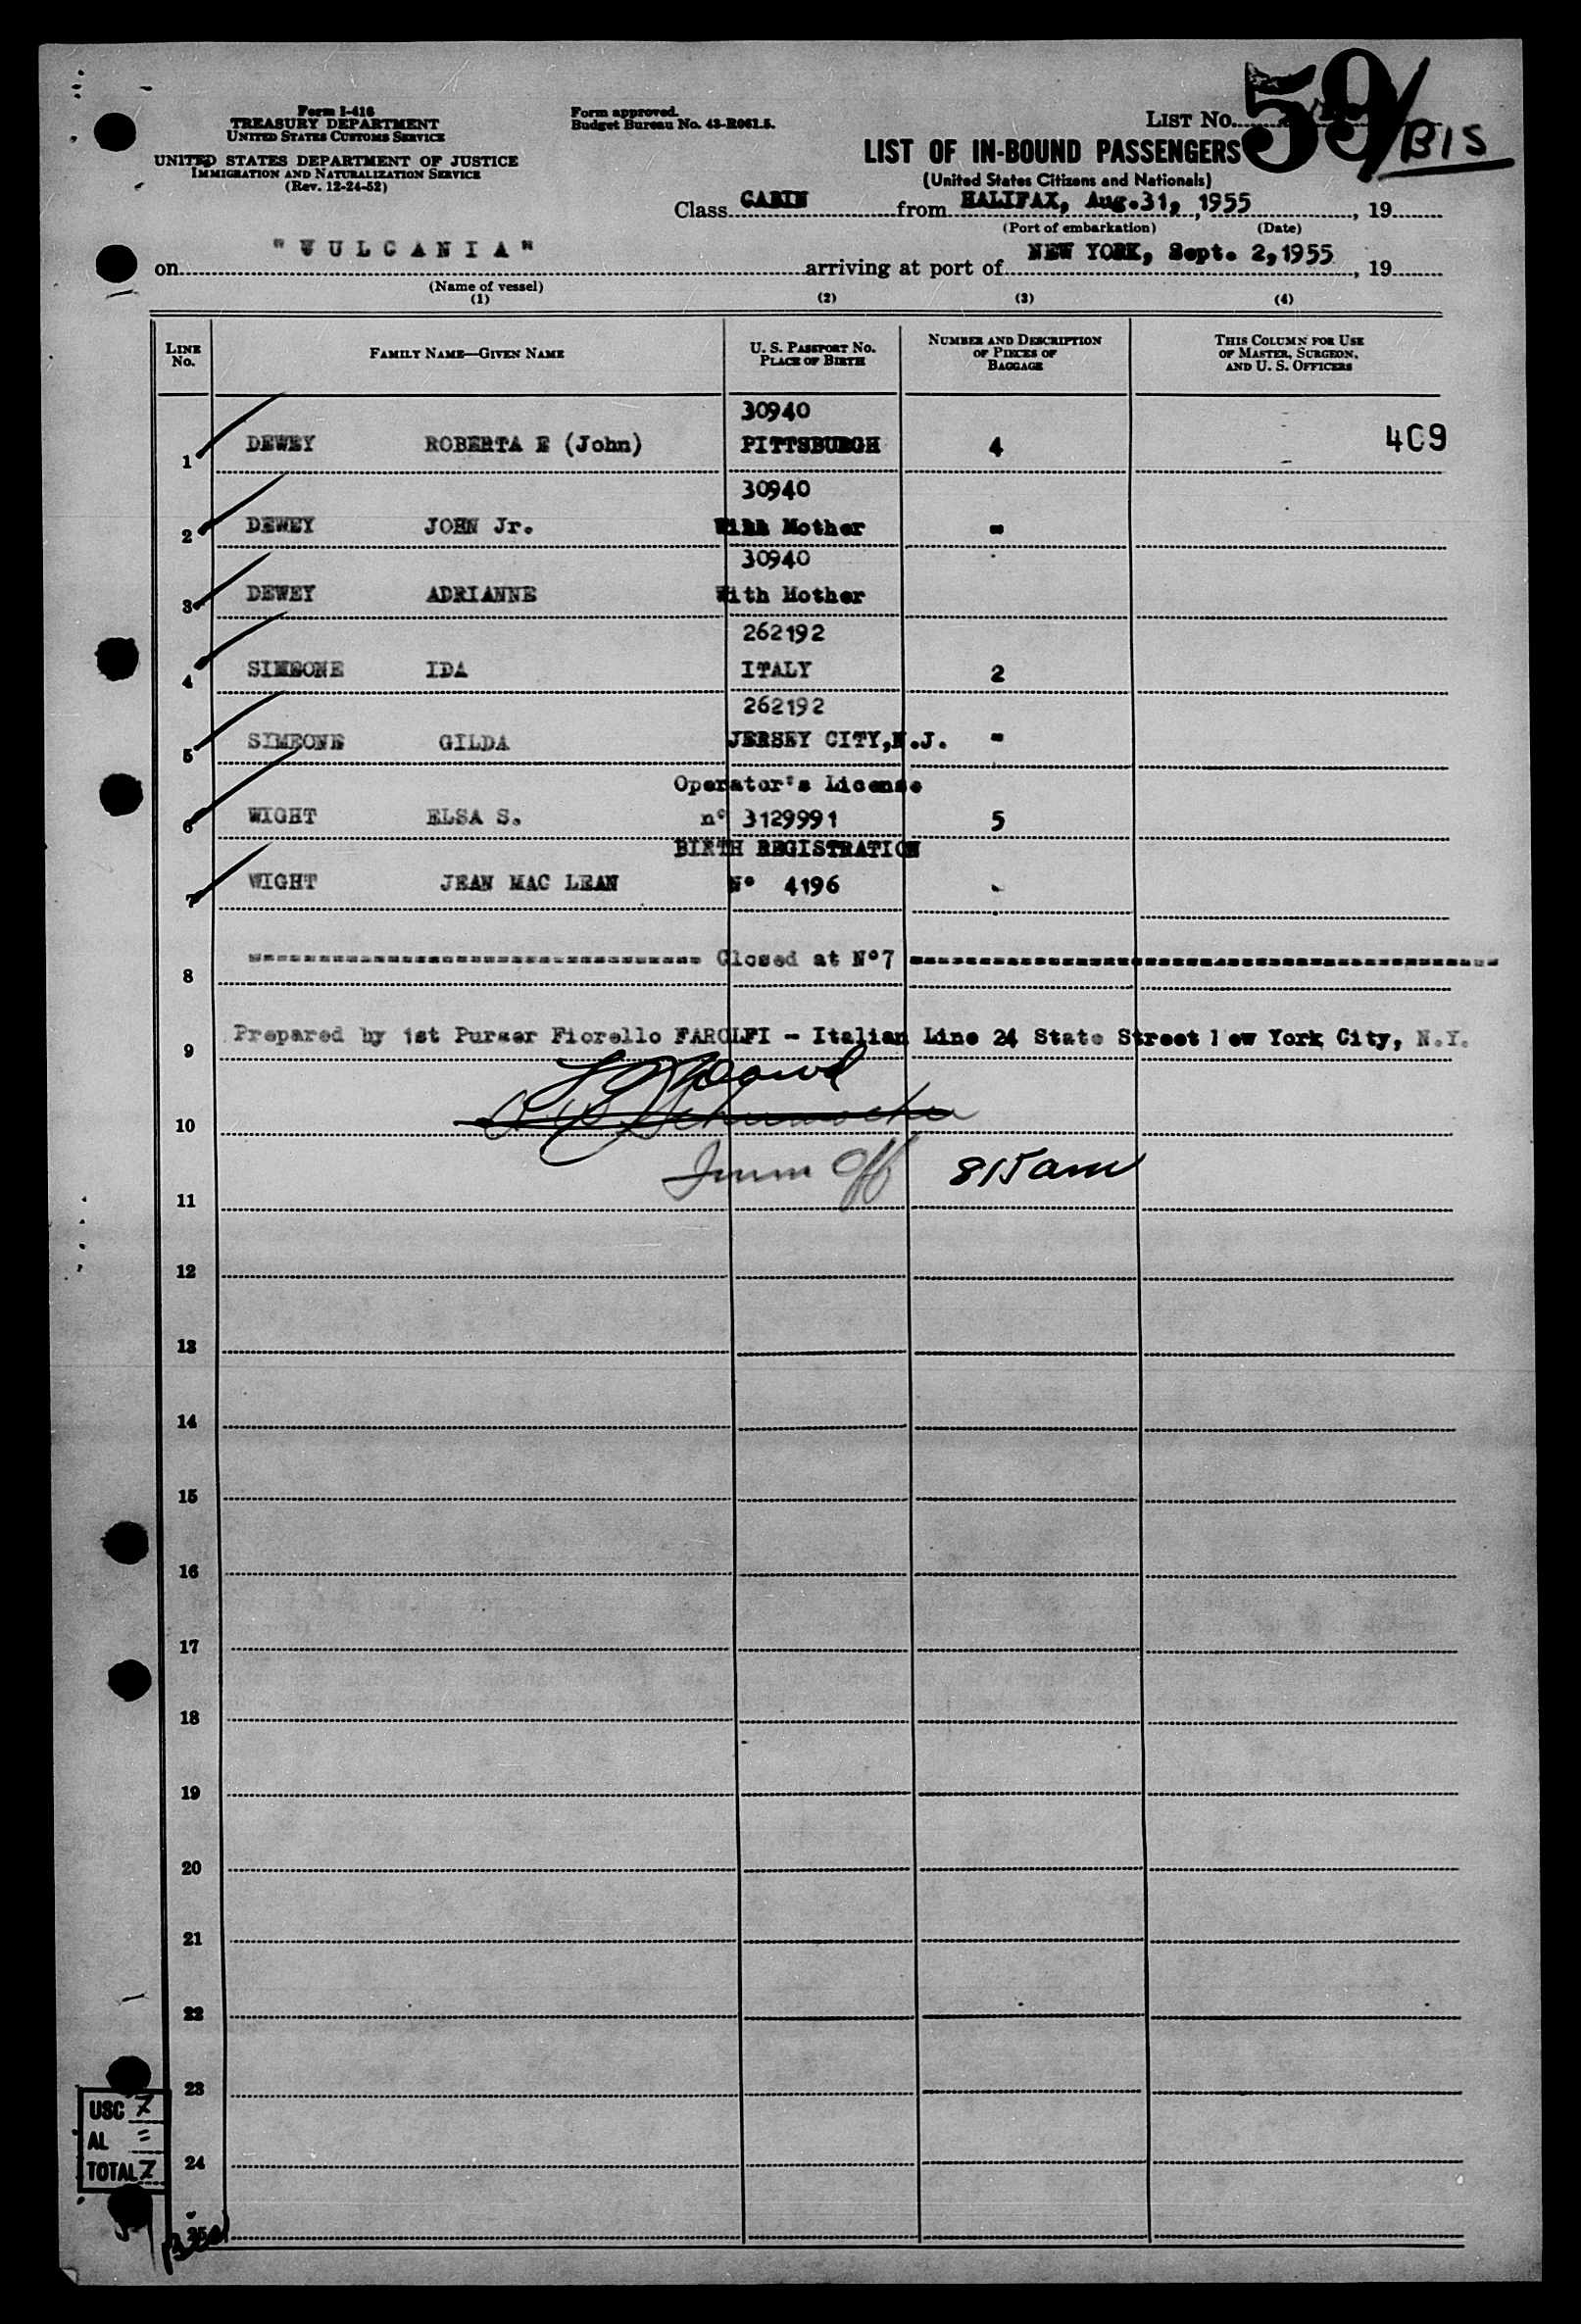 Form I-416
TREASURY DEPARTMENT
UNITED STATES CUSTOMS SERVICE
UNITED STATES DEPARTMENT OF JUSTICE
IMMIGRATION AND NATURALIZATION SERVICE
(Rev. 12-24-52)
Form approved.
Budget Bureau No. 43-R061.5.
LIST No. 59/BIS
LIST OF IN-BOUND PASSENGERS
(United States Citizens and Nationals)
Class CABIN from HALIFAX, Aug.31, 1955, 19
(Port of embarkation) (Date)
on "VULCANIA" arriving at port of NEW YORK, Sept. 2, 1955, 19
(Name of vessel)
(1) (2) (3) (4)
LINE No. FAMILY NAME—GIVEN NAME U. S. PASSPORT No. PLACE OF BIRTH NUMBER AND DESCRIPTION OF PIECES OF BAGGAGE THIS COLUMN FOR USE OF MASTER, SURGEON, AND U. S. OFFICERS
30940
1 DEWEY ROBERTA E (John) PITTSBURGH 4 409
30940
2 DEWEY JOHN Jr. With Mother -
30940
3 DEWEY ADRIANNE With Mother
262192
4 SIMEONE IDA ITALY 2
262192
5 SIMEONE GILDA JERSEY CITY, N.J. -
Operator's License
6 WIGHT ELSA S. n° 3129991 5
BIRTH REGISTRATION
7 WIGHT JEAN MAC LEAN N° 4196 -
8 ---------------------------------- Closed at N°7 ------------------------------------------
9 Prepared by 1st Purser Fiorello FAROLFI - Italian Line 24 State Street New York City, N.Y.
10
11 Imm Off 815 am
12
13
14
15
16
17
18
19
20
21
22
23
USC 7
AL =
24
TOTAL 7
25